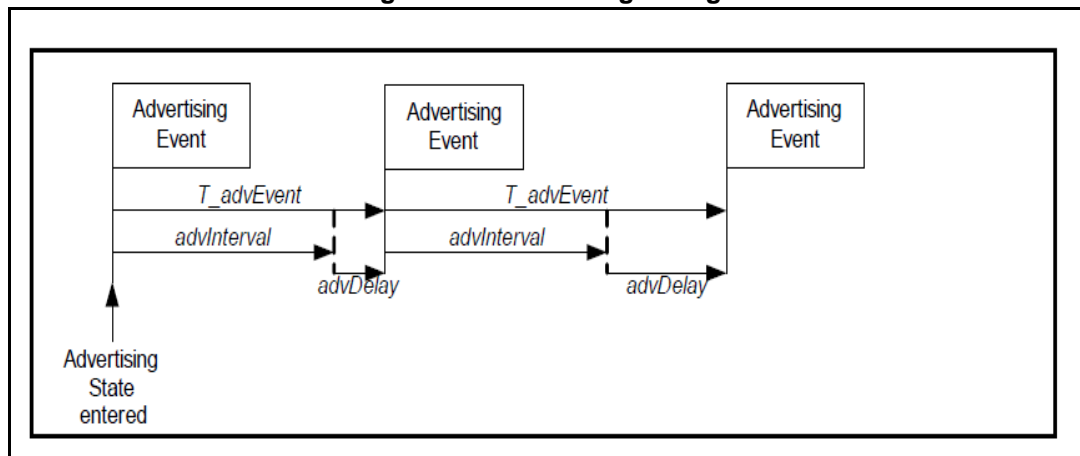 Advertising
Event
Advertising
Event
Advertising
Event
T_advEvent
T_advEvent
advInterval
advInterval
advDelay
advDelay
Advertising
State
entered